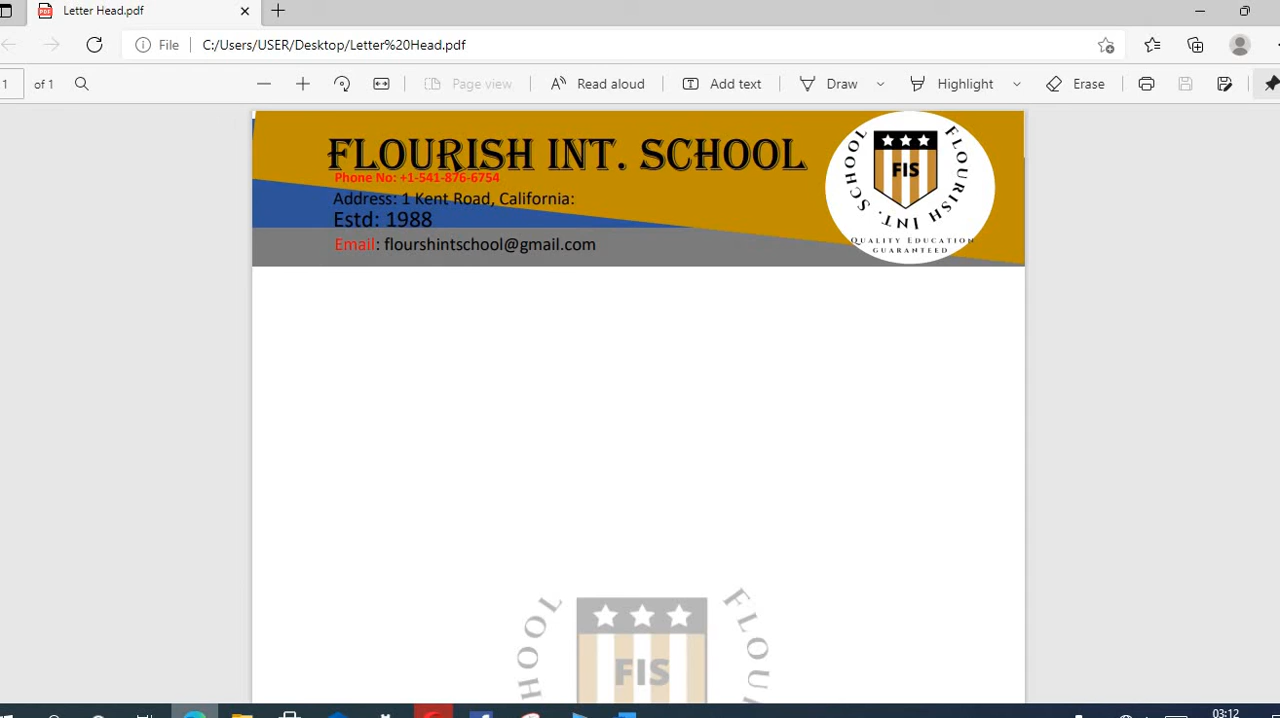 Letter Head.pdf
File
C:/Users/USER/Desktop/Letter%20Head.pdf
1 of 1
Page view
Read aloud
Add text
Draw
Highlight
Erase
FLOURISH INT. SCHOOL
Phone No: +1-541-876-6754
Address: 1 Kent Road, California:
Estd: 1988
Email: flourshintschool@gmail.com
FLOURISH INT. SCHOOL
FIS
QUALITY EDUCATION
GUARANTEED
HOOL
FLOUR
FIS
03:12